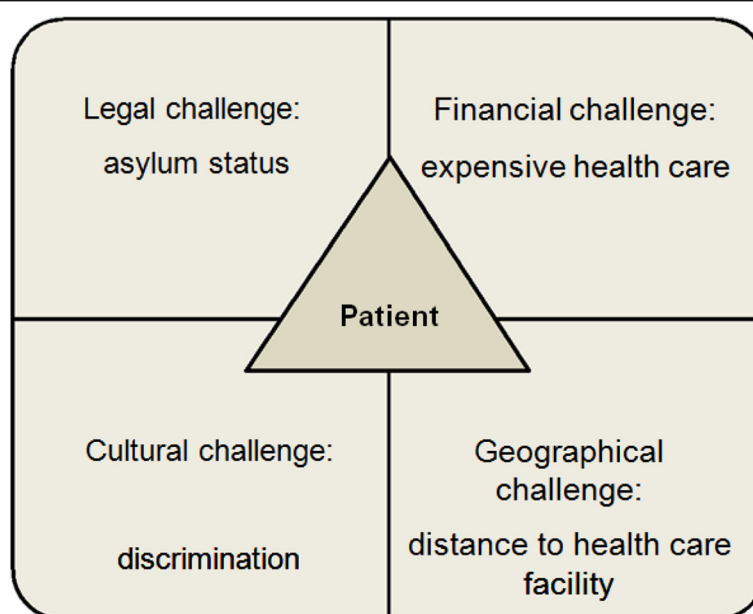 Legal challenge:
asylum status
Financial challenge:
expensive health care
Patient
Cultural challenge:
discrimination
Geographical
challenge:
distance to health care
facility